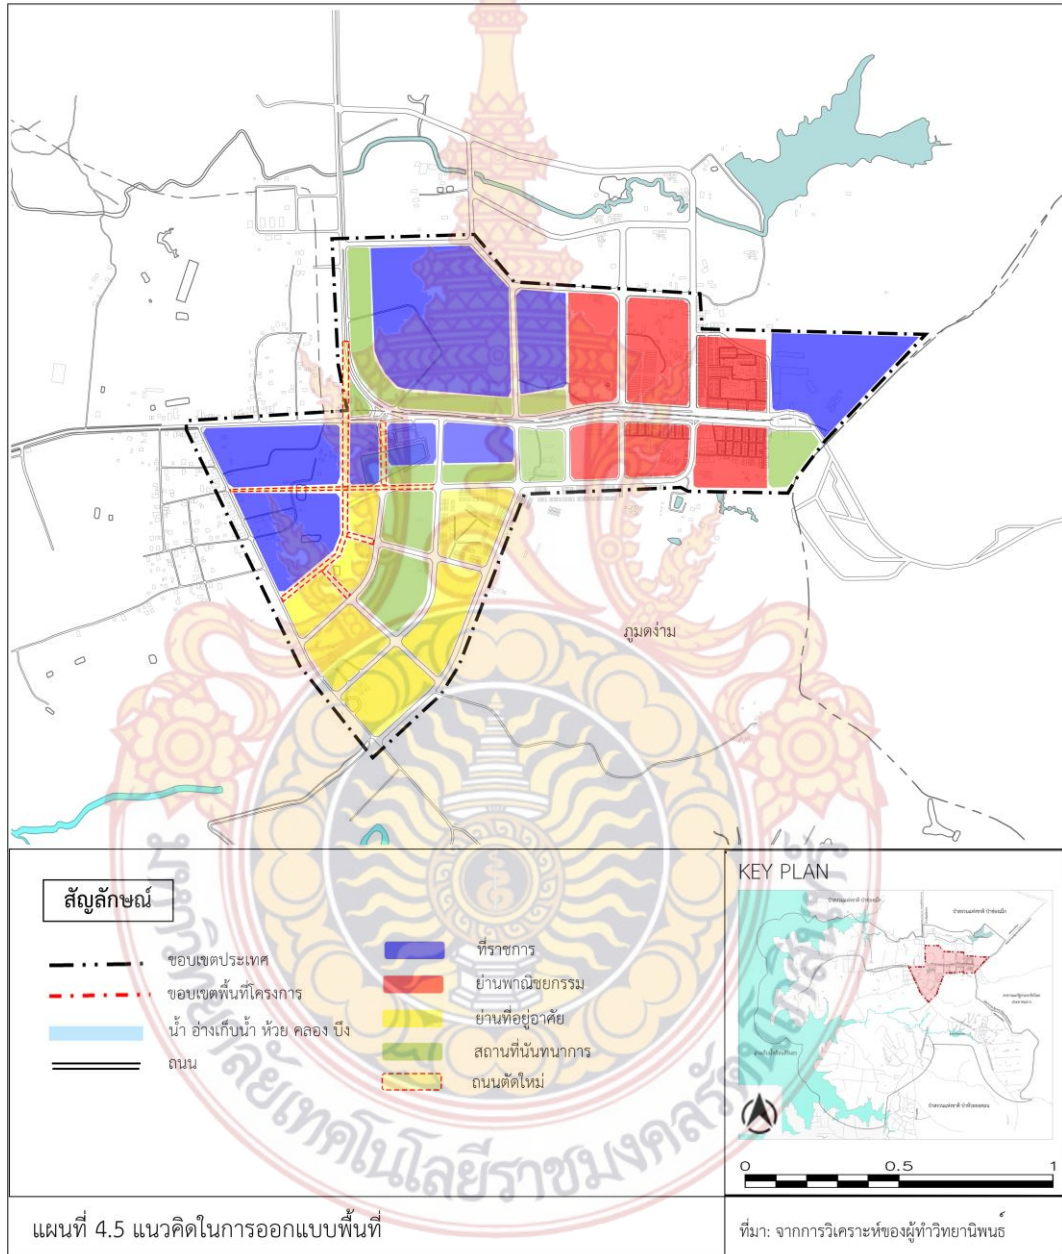 ภูมดง่าม
สัญลักษณ์
ขอบเขตประเทศ
ขอบเขตพื้นที่โครงการ
น้ำ อ่างเก็บน้ำ ห้วย คลอง บึง
ถนน
ที่ราชการ
ย่านพาณิชยกรรม
ย่านที่อยู่อาศัย
สถานที่นันทนาการ
ถนนตัดใหม่
KEY PLAN
0 0.5 1
แผนที่ 4.5 แนวคิดในการออกแบบพื้นที่
ที่มา: จากการวิเคราะห์ของผู้ทำวิทยานิพนธ์